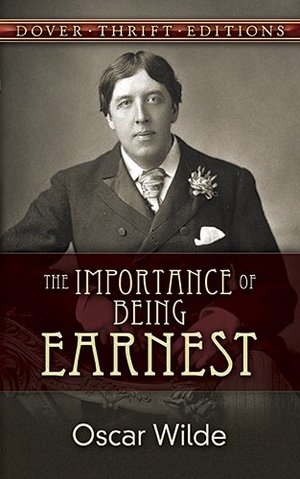 DOVER · THRIFT · EDITIONS
THE IMPORTANCE OF
BEING
EARNEST
Oscar Wilde